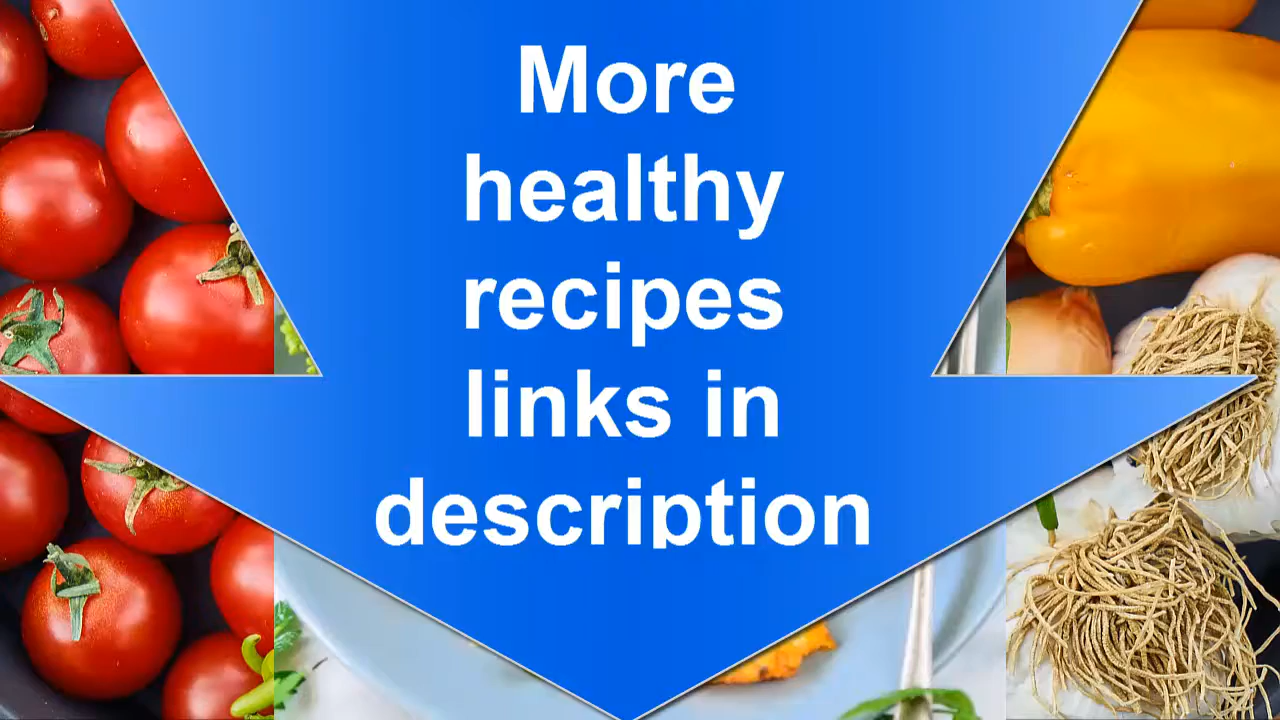 More
healthy
recipes
links in
description